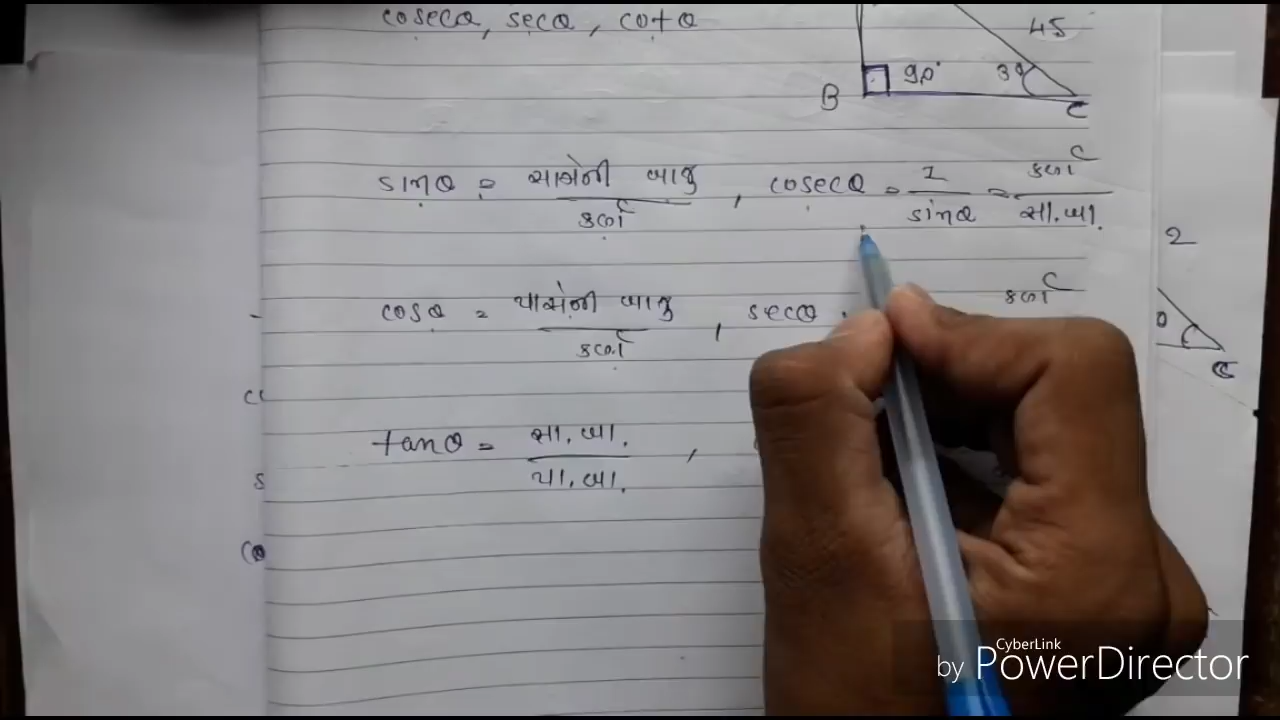 cosecθ, secθ, cotθ
45
90°
B
C
sinθ = સામેની બાજુ / કર્ણ , cosecθ = 1 / sinθ = કર્ણ / સા.બા.
2
cosθ = પાસેની બાજુ / કર્ણ , secθ કર્ણ
tanθ = સા.બા. / પા.બા. ,
CyberLink
by PowerDirector